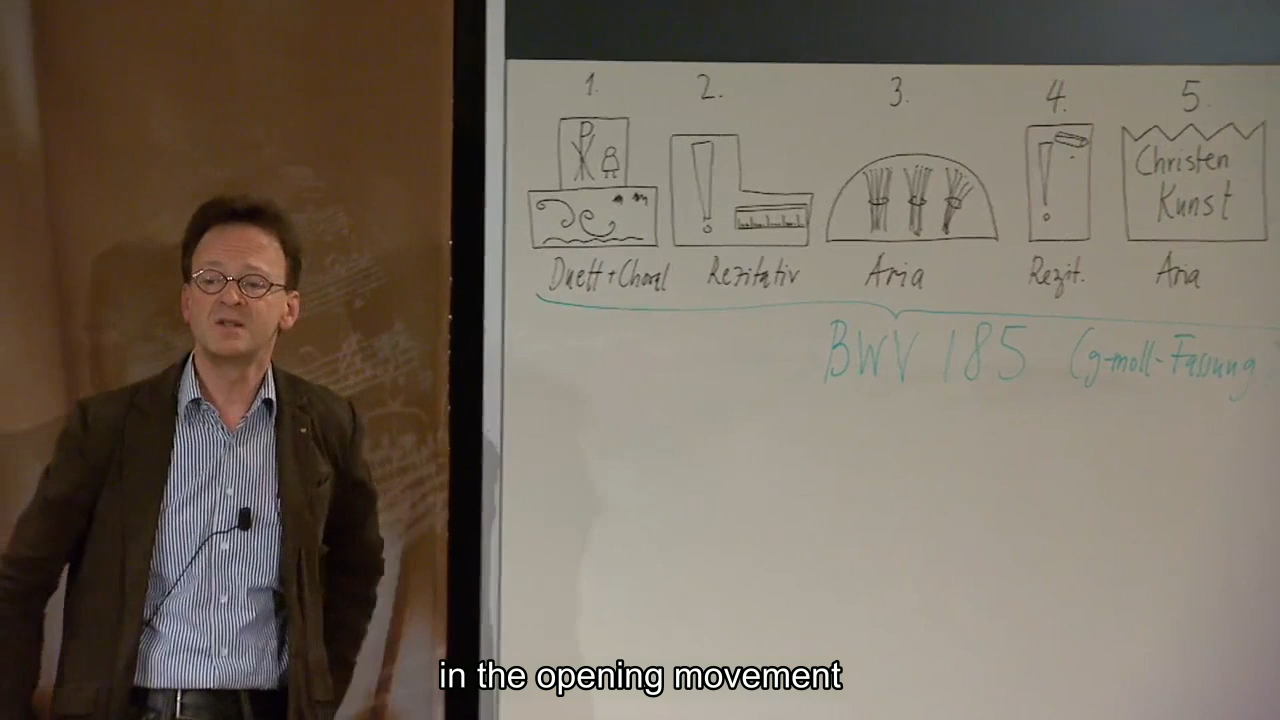 1. 2. 3. 4. 5.
Christen
Kunst
Duett+Choral Rezitativ Aria Rezit. Aria
BWV 185 (g-moll-Fassung
in the opening movement